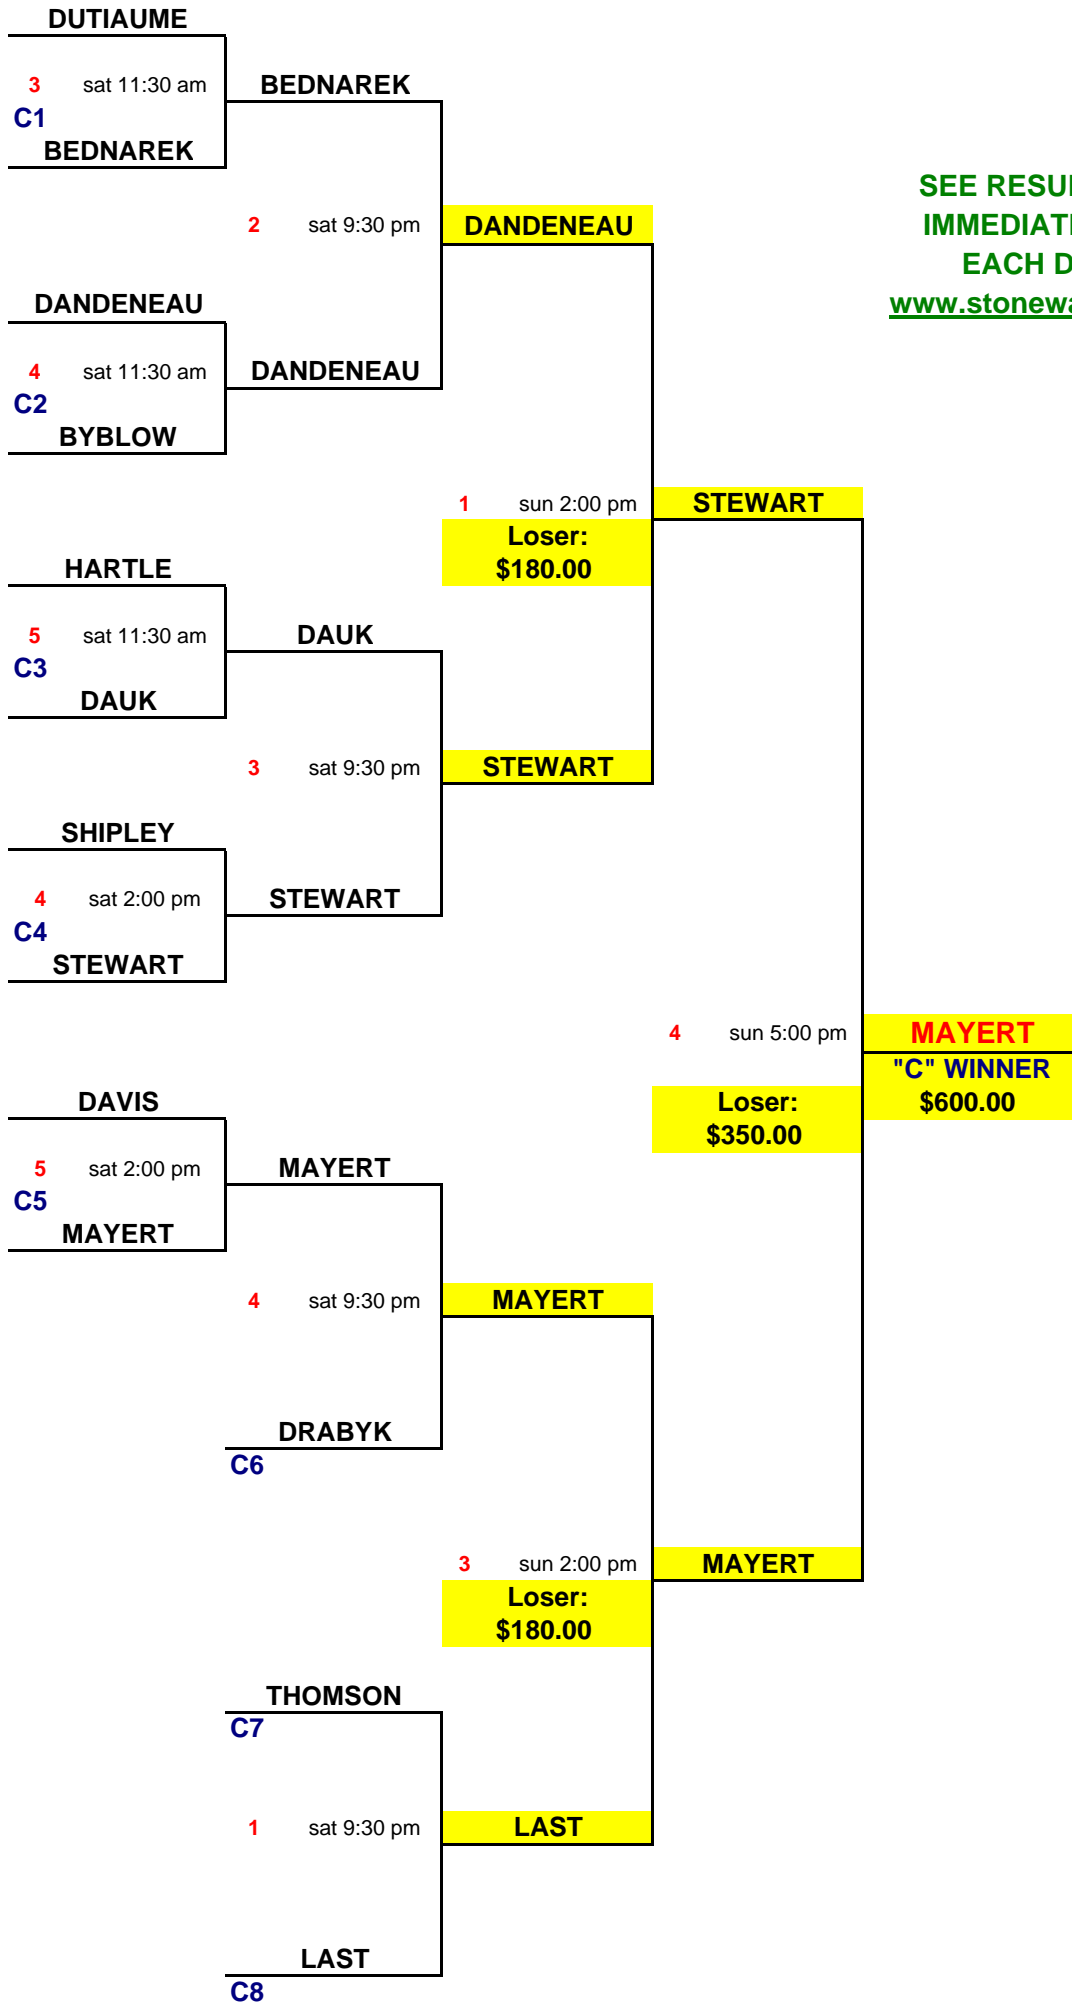 DUTIAUME
3 sat 11:30 am BEDNAREK
C1
BEDNAREK
SEE RESU
IMMEDIAT
2 sat 9:30 pm DANDENEAU
EACH D
DANDENEAU
www.stonewa
4 sat 11:30 am DANDENEAU
C2
BYBLOW
1 sun 2:00 pm STEWART
Loser:
HARTLE
$180.00
5 sat 11:30 am DAUK
C3
DAUK
3 sat 9:30 pm STEWART
SHIPLEY
4 sat 2:00 pm STEWART
C4
STEWART
4 sun 5:00 pm MAYERT
"C" WINNER
DAVIS
Loser: $600.00
$350.00
5 sat 2:00 pm MAYERT
C5
MAYERT
4 sat 9:30 pm MAYERT
DRABYK
C6
3 sun 2:00 pm MAYERT
Loser:
$180.00
THOMSON
C7
1 sat 9:30 pm LAST
LAST
C8